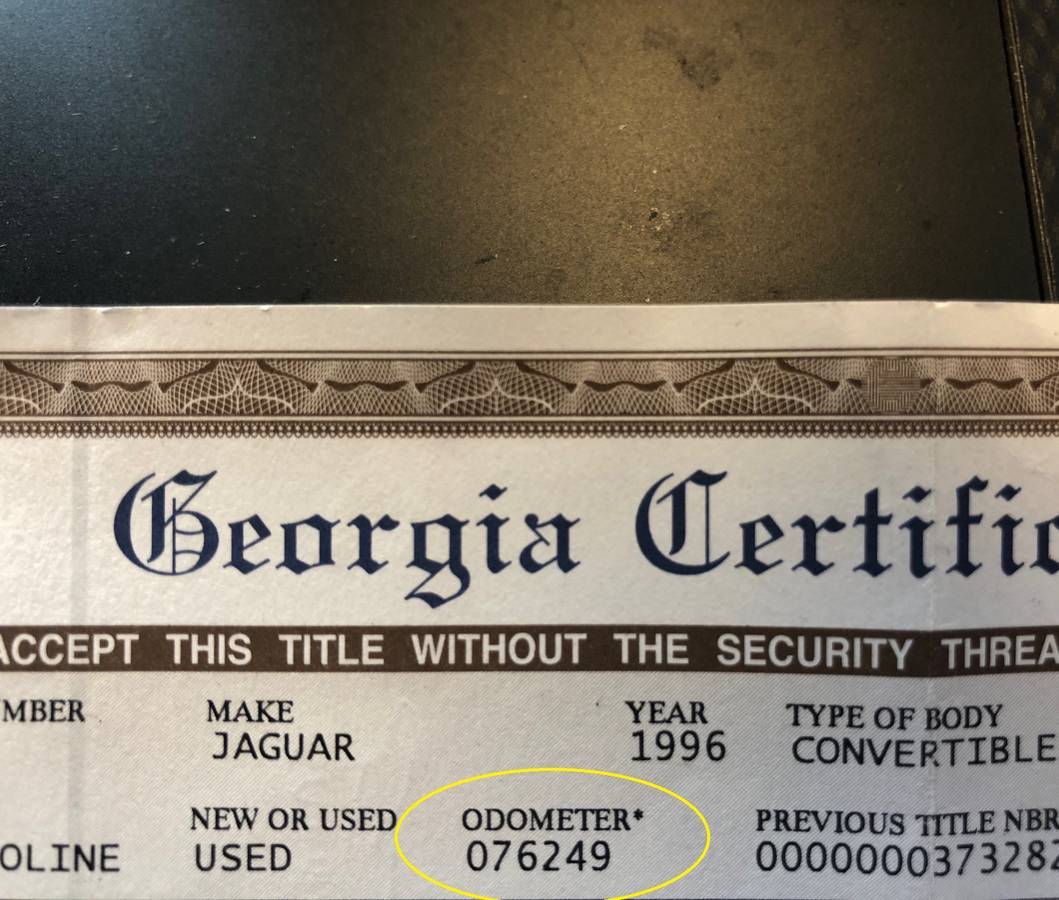 Georgia Certific
ACCEPT THIS TITLE WITHOUT THE SECURITY THREA
MBER MAKE YEAR TYPE OF BODY
JAGUAR 1996 CONVERTIBLE
NEW OR USED ODOMETER* PREVIOUS TITLE NBR
OLINE USED 076249 0000000373282